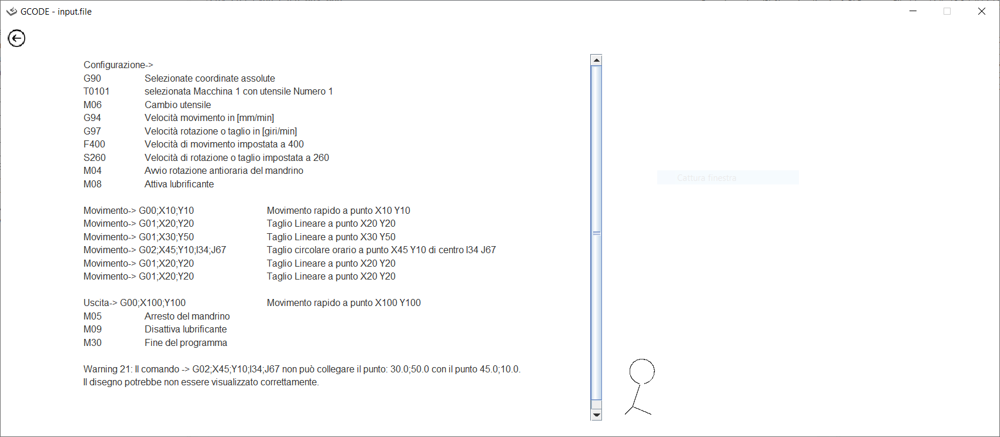 GCODE - input.file
Configurazione->
G90 Selezionate coordinate assolute
T0101 selezionata Macchina 1 con utensile Numero 1
M06 Cambio utensile
G94 Velocità movimento in [mm/min]
G97 Velocità rotazione o taglio in [giri/min]
F400 Velocità di movimento impostata a 400
S260 Velocità di rotazione o taglio impostata a 260
M04 Avvio rotazione antioraria del mandrino
M08 Attiva lubrificante
Movimento-> G00;X10;Y10 Movimento rapido a punto X10 Y10
Movimento-> G01;X20;Y20 Taglio Lineare a punto X20 Y20
Movimento-> G01;X30;Y50 Taglio Lineare a punto X30 Y50
Movimento-> G02;X45;Y10;I34;J67 Taglio circolare orario a punto X45 Y10 di centro I34 J67
Movimento-> G01;X20;Y20 Taglio Lineare a punto X20 Y20
Movimento-> G01;X20;Y20 Taglio Lineare a punto X20 Y20
Uscita-> G00;X100;Y100 Movimento rapido a punto X100 Y100
M05 Arresto del mandrino
M09 Disattiva lubrificante
M30 Fine del programma
Warning 21: Il comando -> G02;X45;Y10;I34;J67 non può collegare il punto: 30.0;50.0 con il punto 45.0;10.0.
Il disegno potrebbe non essere visualizzato correttamente.
Cattura finestra